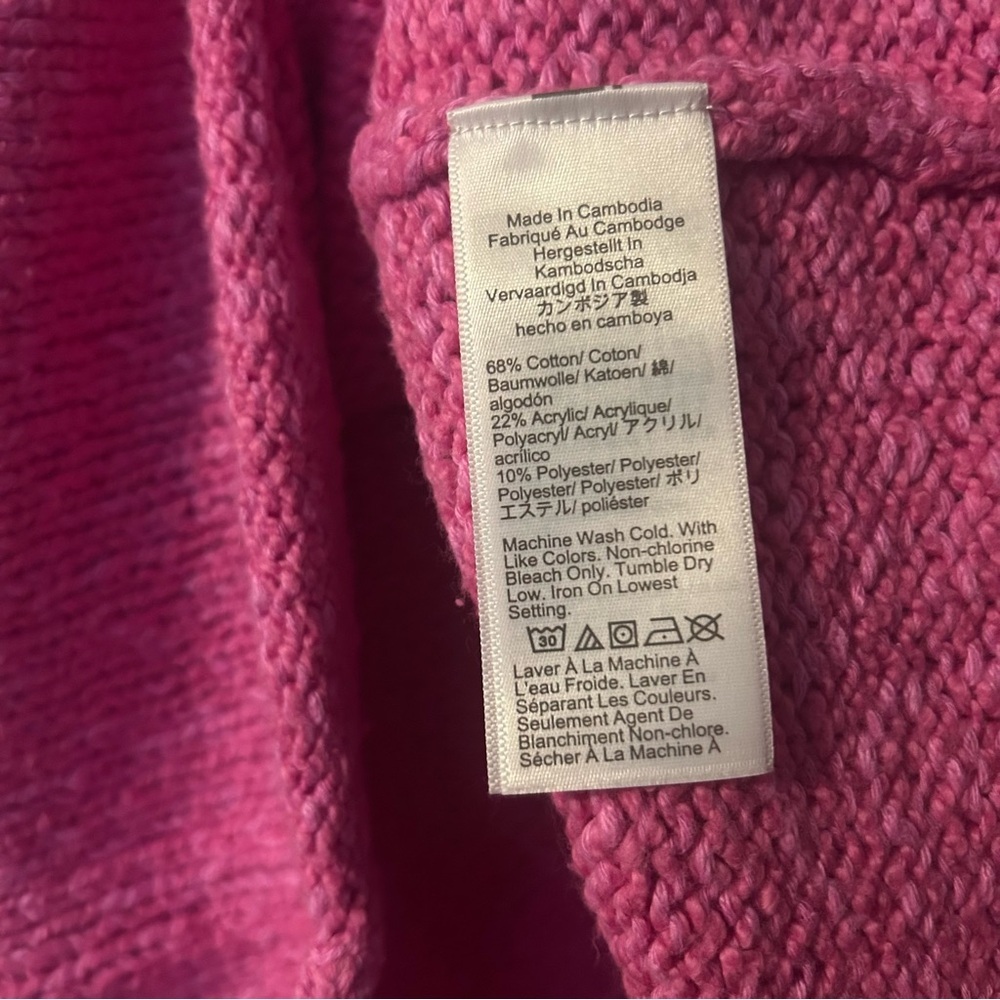 Made In Cambodia
Fabriqué Au Cambodge
Hergestellt In
Kambodscha
Vervaardigd In Cambodja
カンボジア製
hecho en camboya
68% Cotton/ Coton/
Baumwolle/ Katoen/ 綿/
algodón
22% Acrylic/ Acrylique/
Polyacryl/ Acryl/ アクリル/
acrílico
10% Polyester/ Polyester/
Polyester/ Polyester/ ポリ
エステル/ poliéster
Machine Wash Cold. With
Like Colors. Non-chlorine
Bleach Only. Tumble Dry
Low. Iron On Lowest
Setting.
30
Laver À La Machine À
L'eau Froide. Laver En
Séparant Les Couleurs.
Seulement Agent De
Blanchiment Non-chlore.
Sécher À La Machine À